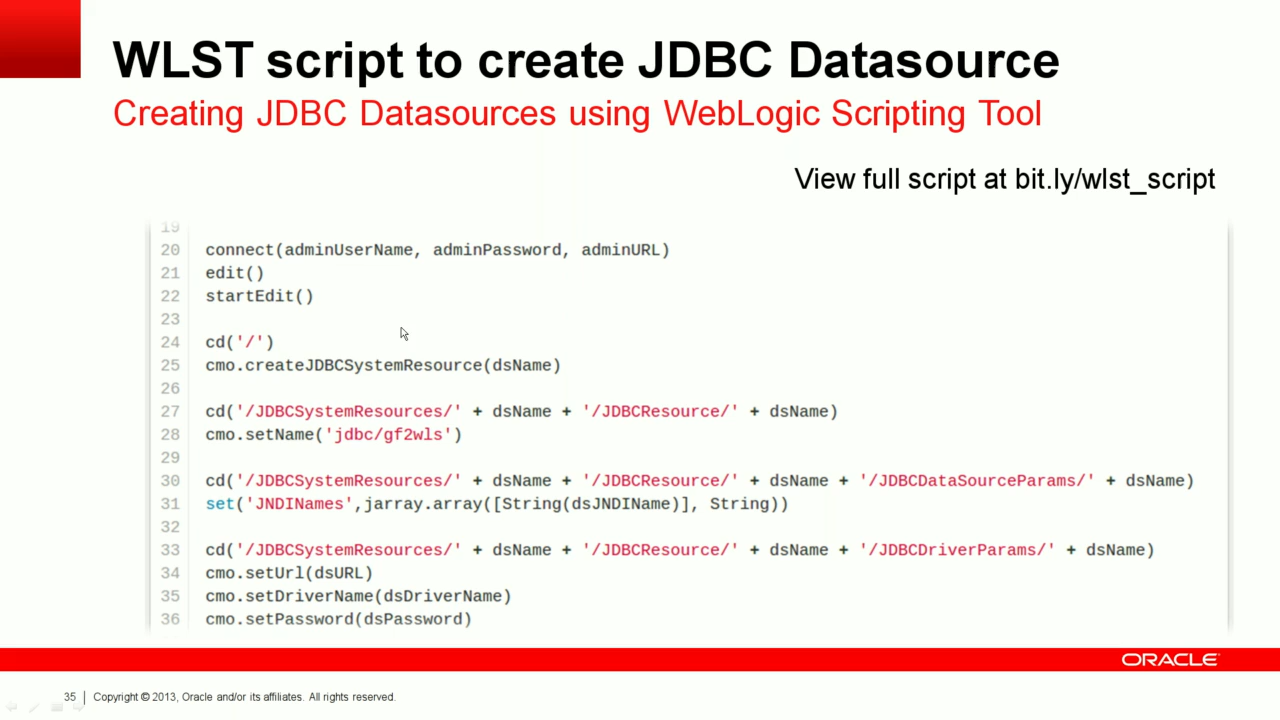 WLST script to create JDBC Datasource
Creating JDBC Datasources using WebLogic Scripting Tool
View full script at bit.ly/wlst_script
19
20 connect(adminUserName, adminPassword, adminURL)
21 edit()
22 startEdit()
23
24 cd('/')
25 cmo.createJDBCSystemResource(dsName)
26
27 cd('/JDBCSystemResources/' + dsName + '/JDBCResource/' + dsName)
28 cmo.setName('jdbc/gf2wls')
29
30 cd('/JDBCSystemResources/' + dsName + '/JDBCResource/' + dsName + '/JDBCDataSourceParams/' + dsName)
31 set('JNDINames',jarray.array([String(dsJNDIName)], String))
32
33 cd('/JDBCSystemResources/' + dsName + '/JDBCResource/' + dsName + '/JDBCDriverParams/' + dsName)
34 cmo.setUrl(dsURL)
35 cmo.setDriverName(dsDriverName)
36 cmo.setPassword(dsPassword)
ORACLE
35 | Copyright © 2013, Oracle and/or its affiliates. All rights reserved.